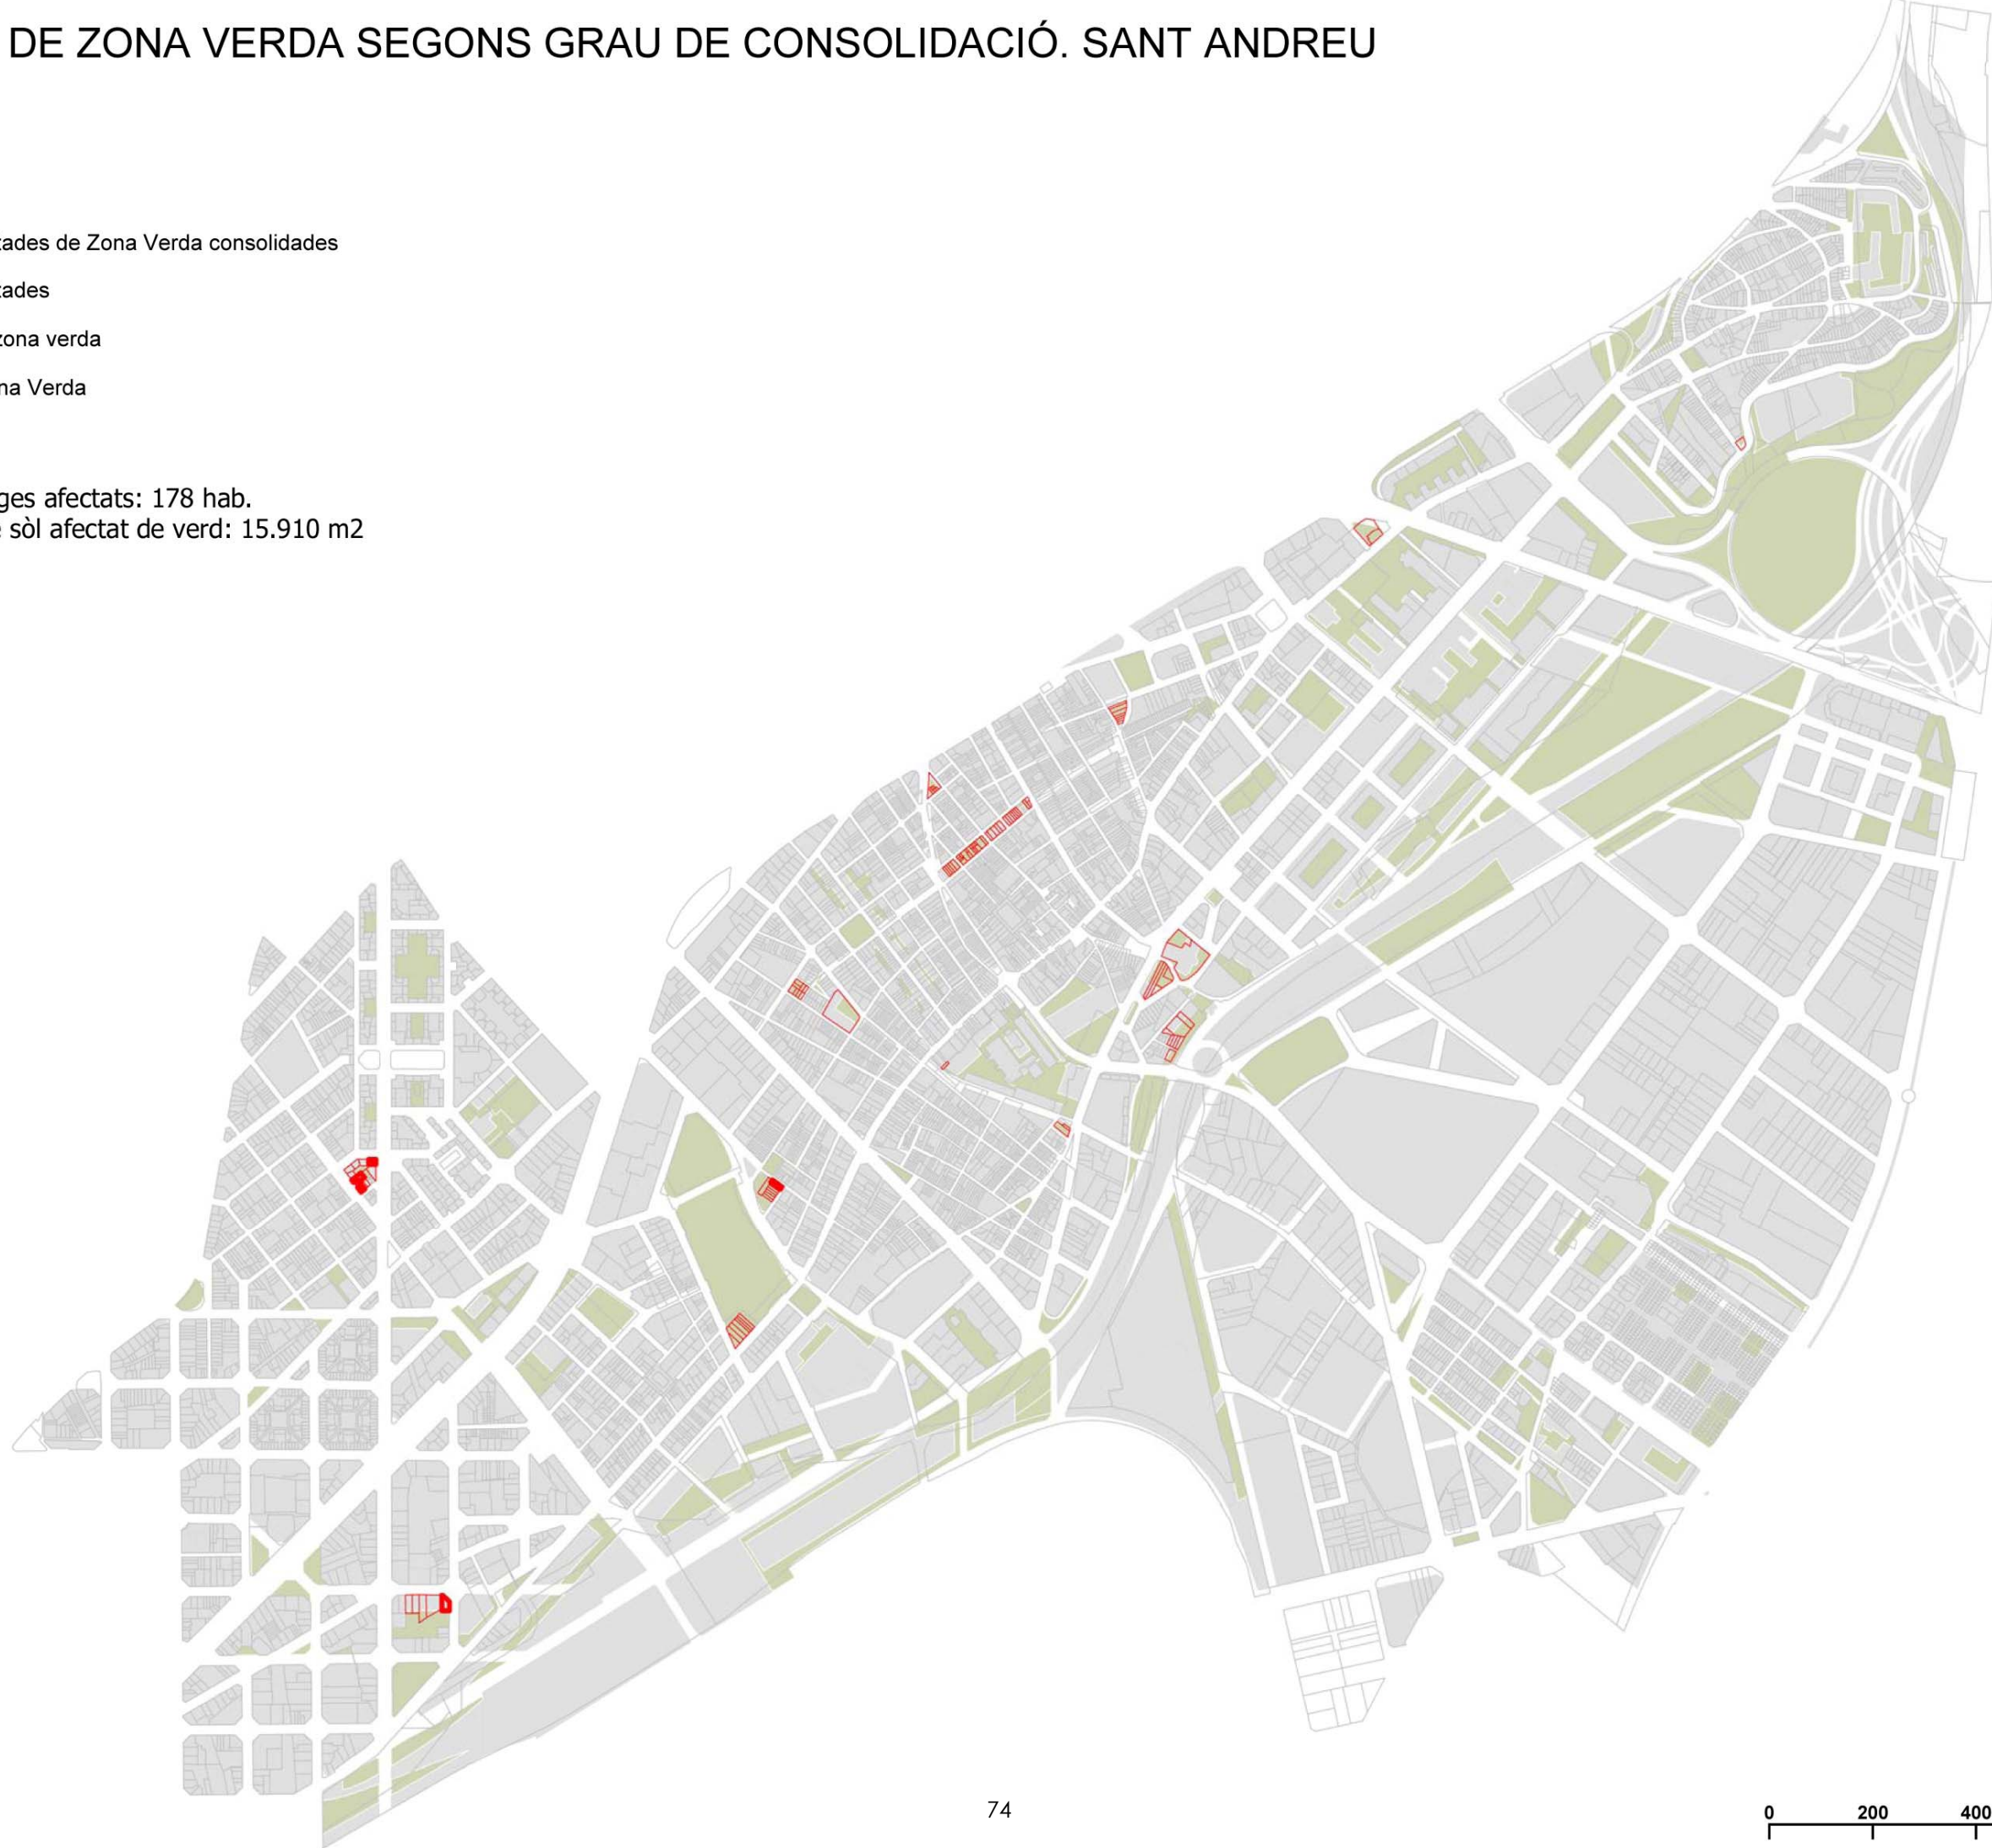 DE ZONA VERDA SEGONS GRAU DE CONSOLIDACIÓ. SANT ANDREU
tades de Zona Verda consolidades
tades
zona verda
na Verda
ges afectats: 178 hab.
e sòl afectat de verd: 15.910 m2
74
0 200 400